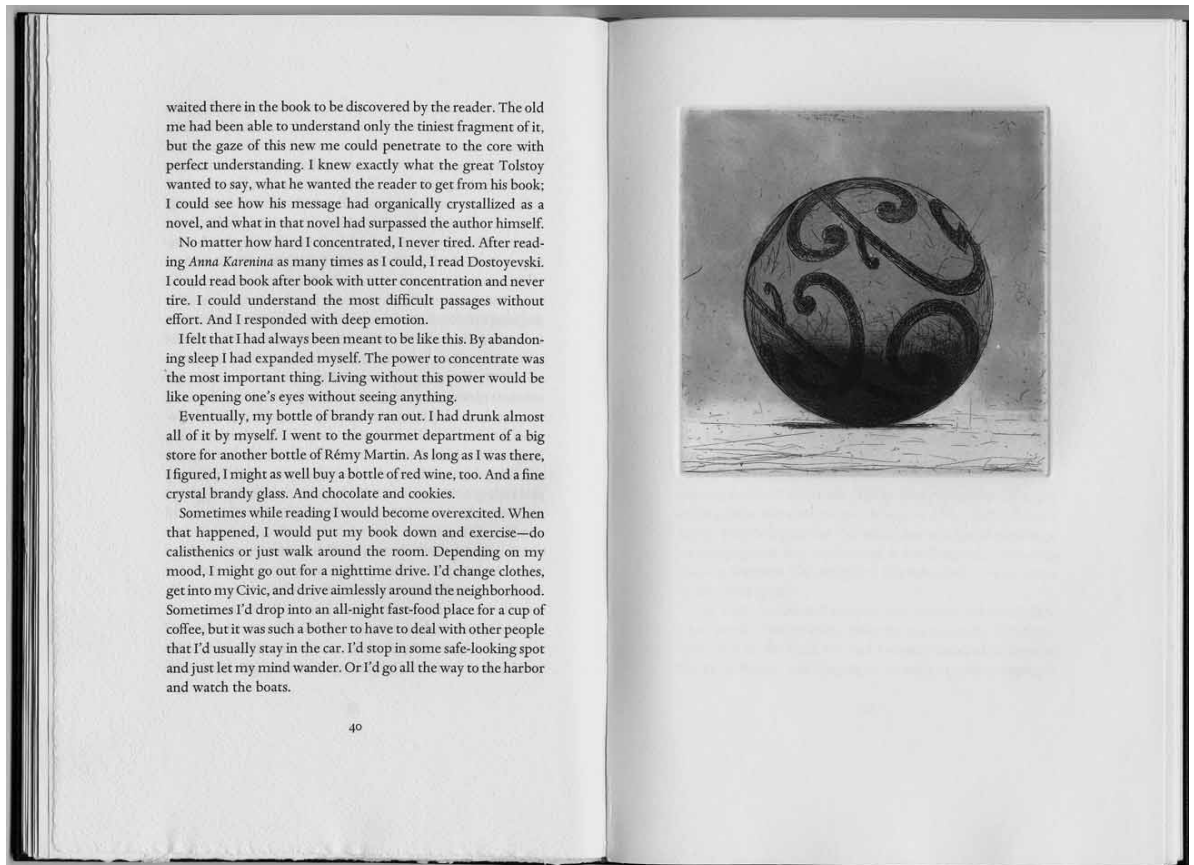 waited there in the book to be discovered by the reader. The old
me had been able to understand only the tiniest fragment of it,
but the gaze of this new me could penetrate to the core with
perfect understanding. I knew exactly what the great Tolstoy
wanted to say, what he wanted the reader to get from his book;
I could see how his message had organically crystallized as a
novel, and what in that novel had surpassed the author himself.
No matter how hard I concentrated, I never tired. After read-
ing Anna Karenina as many times as I could, I read Dostoyevski.
I could read book after book with utter concentration and never
tire. I could understand the most difficult passages without
effort. And I responded with deep emotion.
I felt that I had always been meant to be like this. By abandon-
ing sleep I had expanded myself. The power to concentrate was
the most important thing. Living without this power would be
like opening one's eyes without seeing anything.
Eventually, my bottle of brandy ran out. I had drunk almost
all of it by myself. I went to the gourmet department of a big
store for another bottle of Rémy Martin. As long as I was there,
I figured, I might as well buy a bottle of red wine, too. And a fine
crystal brandy glass. And chocolate and cookies.
Sometimes while reading I would become overexcited. When
that happened, I would put my book down and exercise—do
calisthenics or just walk around the room. Depending on my
mood, I might go out for a nighttime drive. I'd change clothes,
get into my Civic, and drive aimlessly around the neighborhood.
Sometimes I'd drop into an all-night fast-food place for a cup of
coffee, but it was such a bother to have to deal with other people
that I'd usually stay in the car. I'd stop in some safe-looking spot
and just let my mind wander. Or I'd go all the way to the harbor
and watch the boats.
40